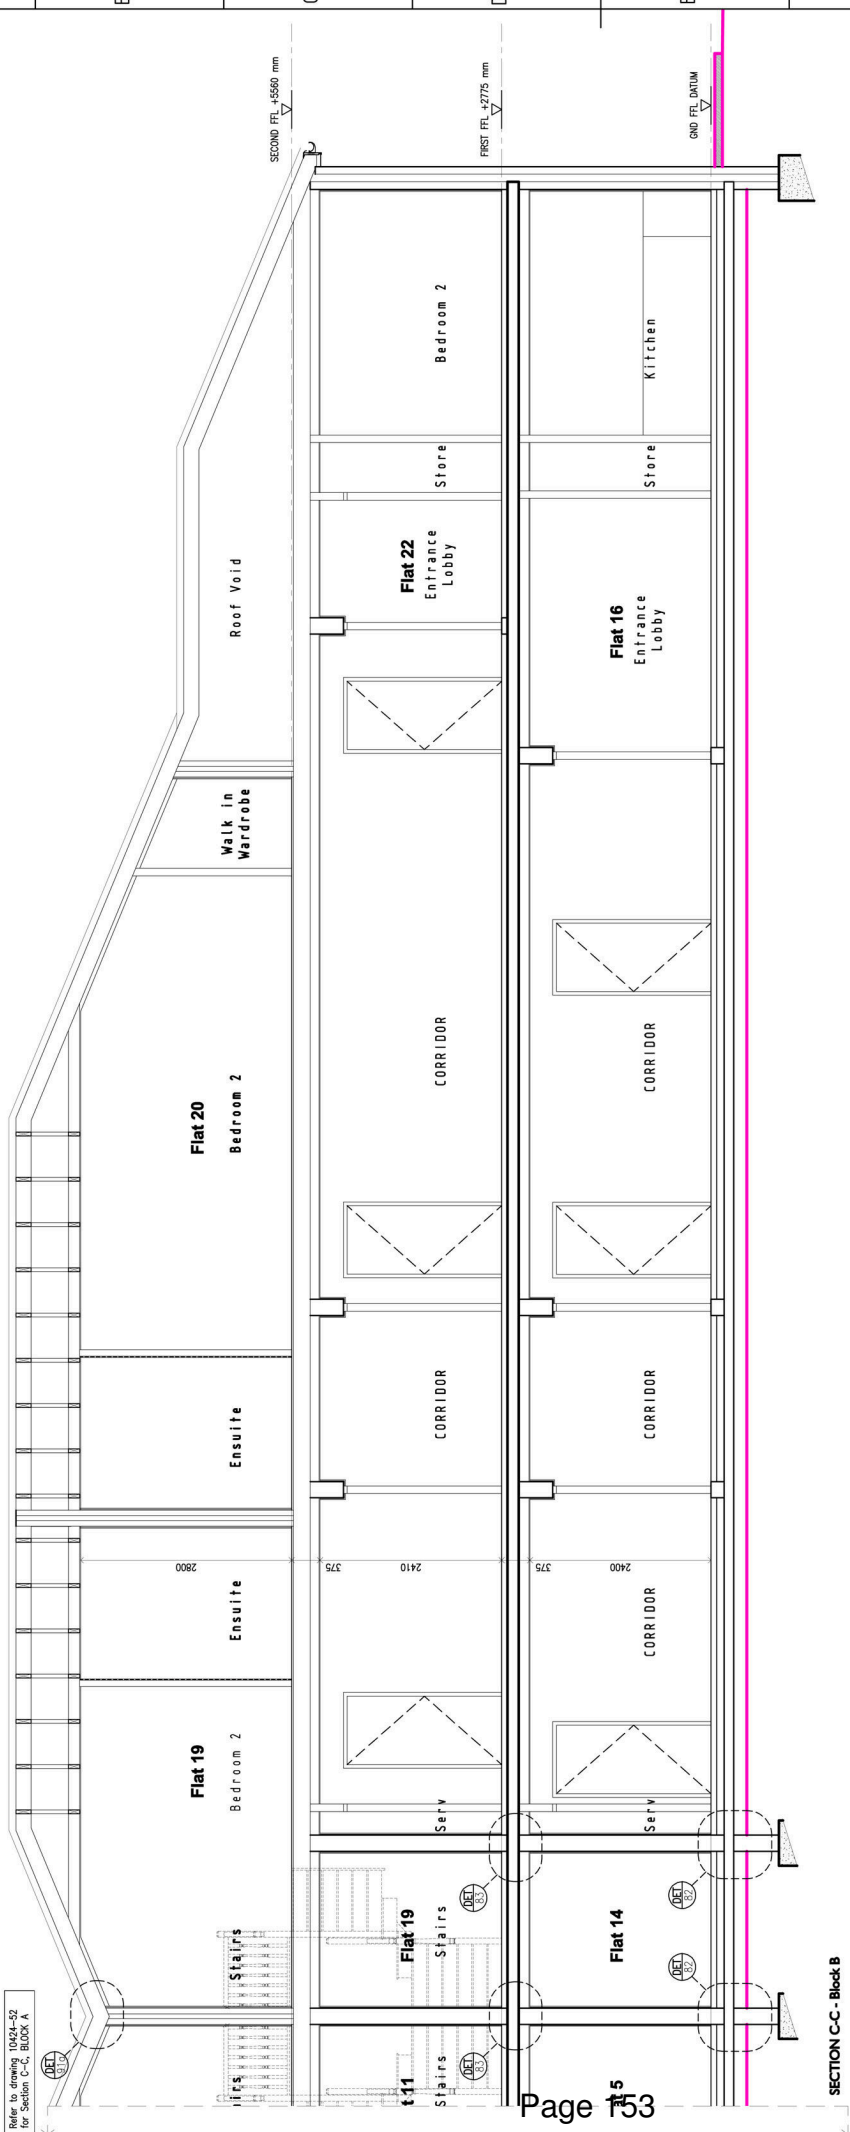 Refer to drawing 10424-52
for Section C-C, BLOCK A
DET
91a
SECOND FFL +5560 mm
FIRST FFL +2775 mm
GND FFL DATUM
Stairs
Flat 19
Bedroom 2
Ensuite
2800
Ensuite
Flat 20
Bedroom 2
Walk in
Wardrobe
Roof Void
t 11
Stairs
DET
83
Flat 19
Stairs
DET
83
Serv
375
2410
CORRIDOR
CORRIDOR
Flat 22
Entrance
Lobby
Store
Bedroom 2
t 5
DET
82
Flat 14
DET
82
Serv
375
2400
CORRIDOR
CORRIDOR
CORRIDOR
Flat 16
Entrance
Lobby
Store
Kitchen
SECTION C-C - Block B
Page 153